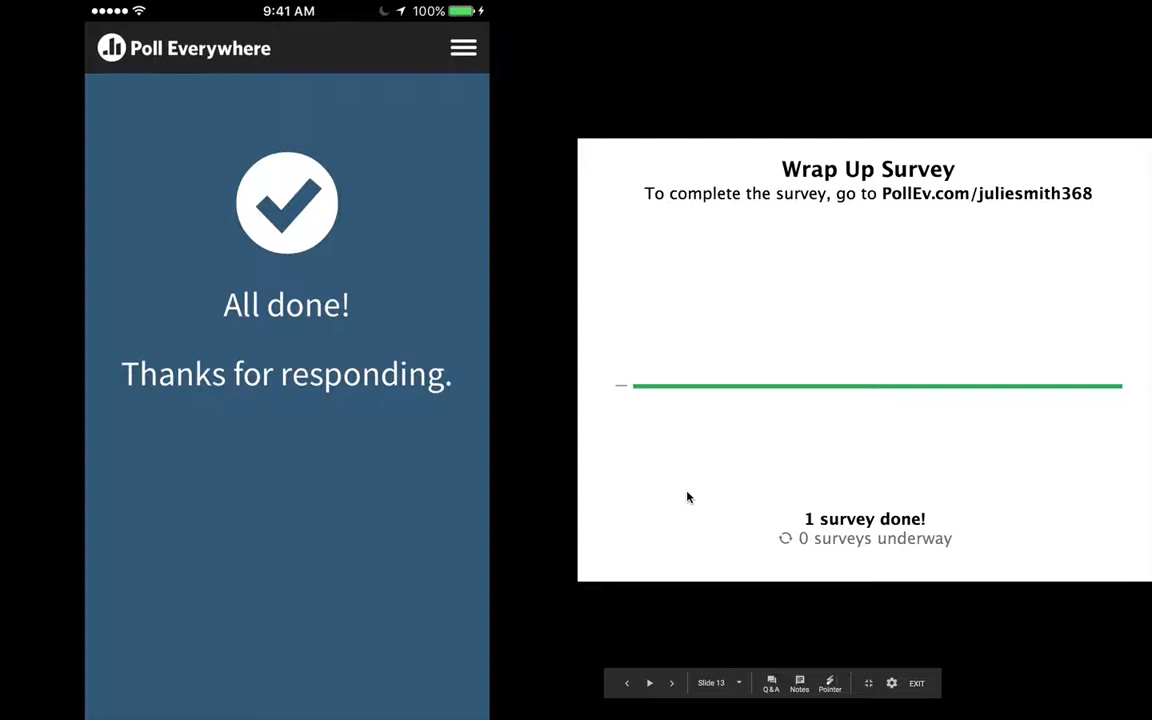 9:41 AM
100%
Poll Everywhere
All done!
Thanks for responding.
Wrap Up Survey
To complete the survey, go to PollEv.com/juliesmith368
1 survey done!
0 surveys underway
Slide 13
Q&A
Notes
Pointer
EXIT